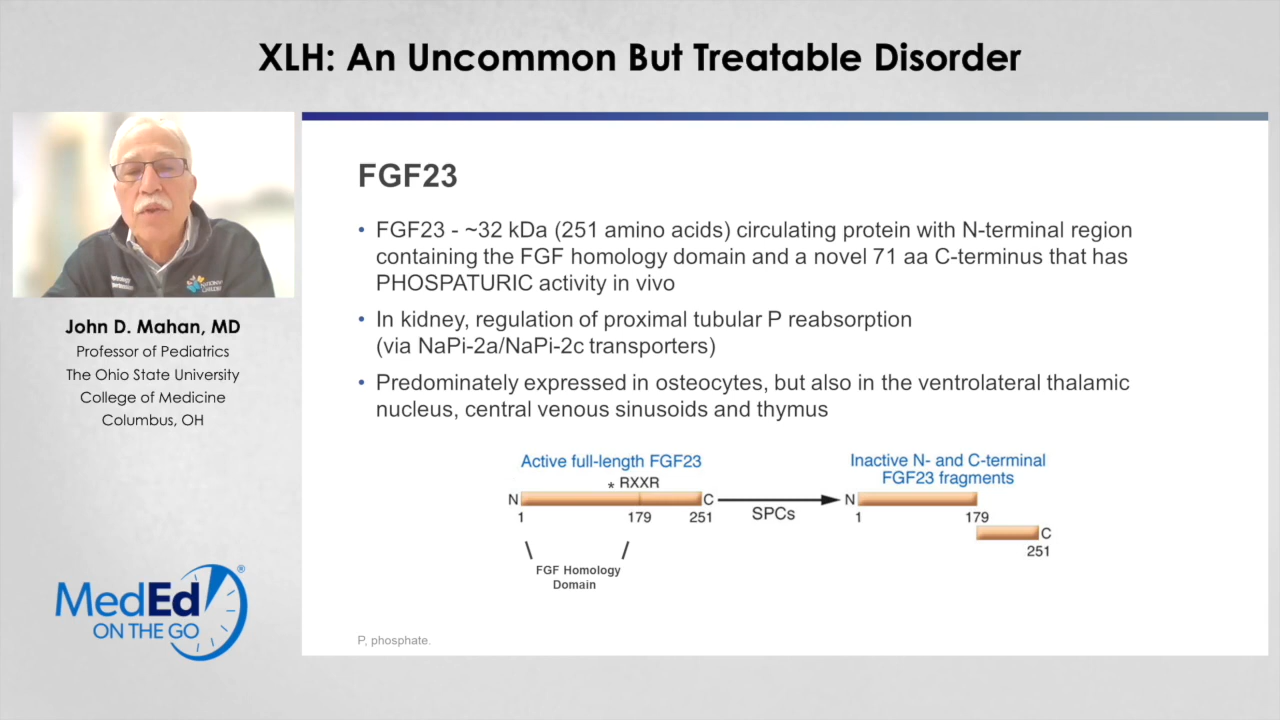 XLH: An Uncommon But Treatable Disorder
John D. Mahan, MD
Professor of Pediatrics
The Ohio State University
College of Medicine
Columbus, OH
MedEd®
ON THE GO
FGF23
• FGF23 - ~32 kDa (251 amino acids) circulating protein with N-terminal region
containing the FGF homology domain and a novel 71 aa C-terminus that has
PHOSPATURIC activity in vivo
• In kidney, regulation of proximal tubular P reabsorption
(via NaPi-2a/NaPi-2c transporters)
• Predominately expressed in osteocytes, but also in the ventrolateral thalamic
nucleus, central venous sinusoids and thymus
Active full-length FGF23
* RXXR
N C
1 179 251
FGF Homology
Domain
SPCs
Inactive N- and C-terminal
FGF23 fragments
N
1 179
C
251
P, phosphate.